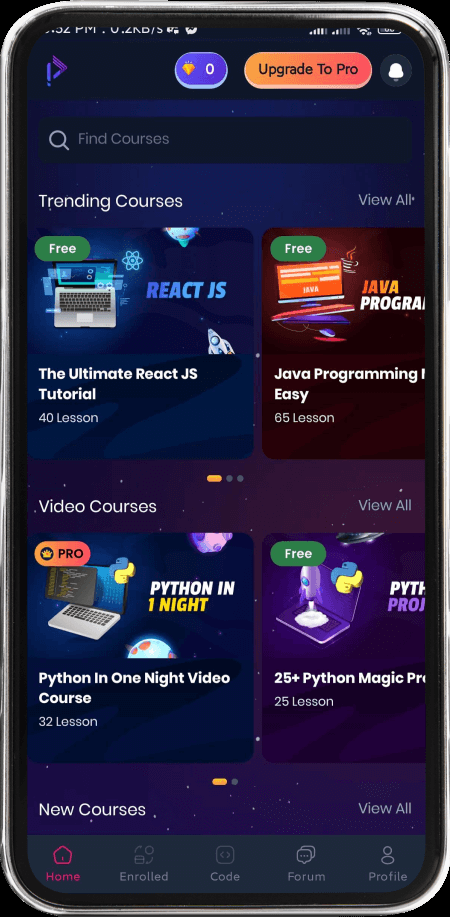 9:52 PM . 0.2KB/s
0
Upgrade To Pro
Find Courses
Trending Courses
View All
Free
REACT JS
The Ultimate React JS
Tutorial
40 Lesson
Free
JAVA
JAVA
PROGRA
Java Programming
Easy
65 Lesson
Video Courses
View All
PRO
PYTHON IN
1 NIGHT
Python In One Night Video
Course
32 Lesson
Free
PYTH
PROJ
25+ Python Magic Pr
25 Lesson
New Courses
View All
Home
Enrolled
Code
Forum
Profile